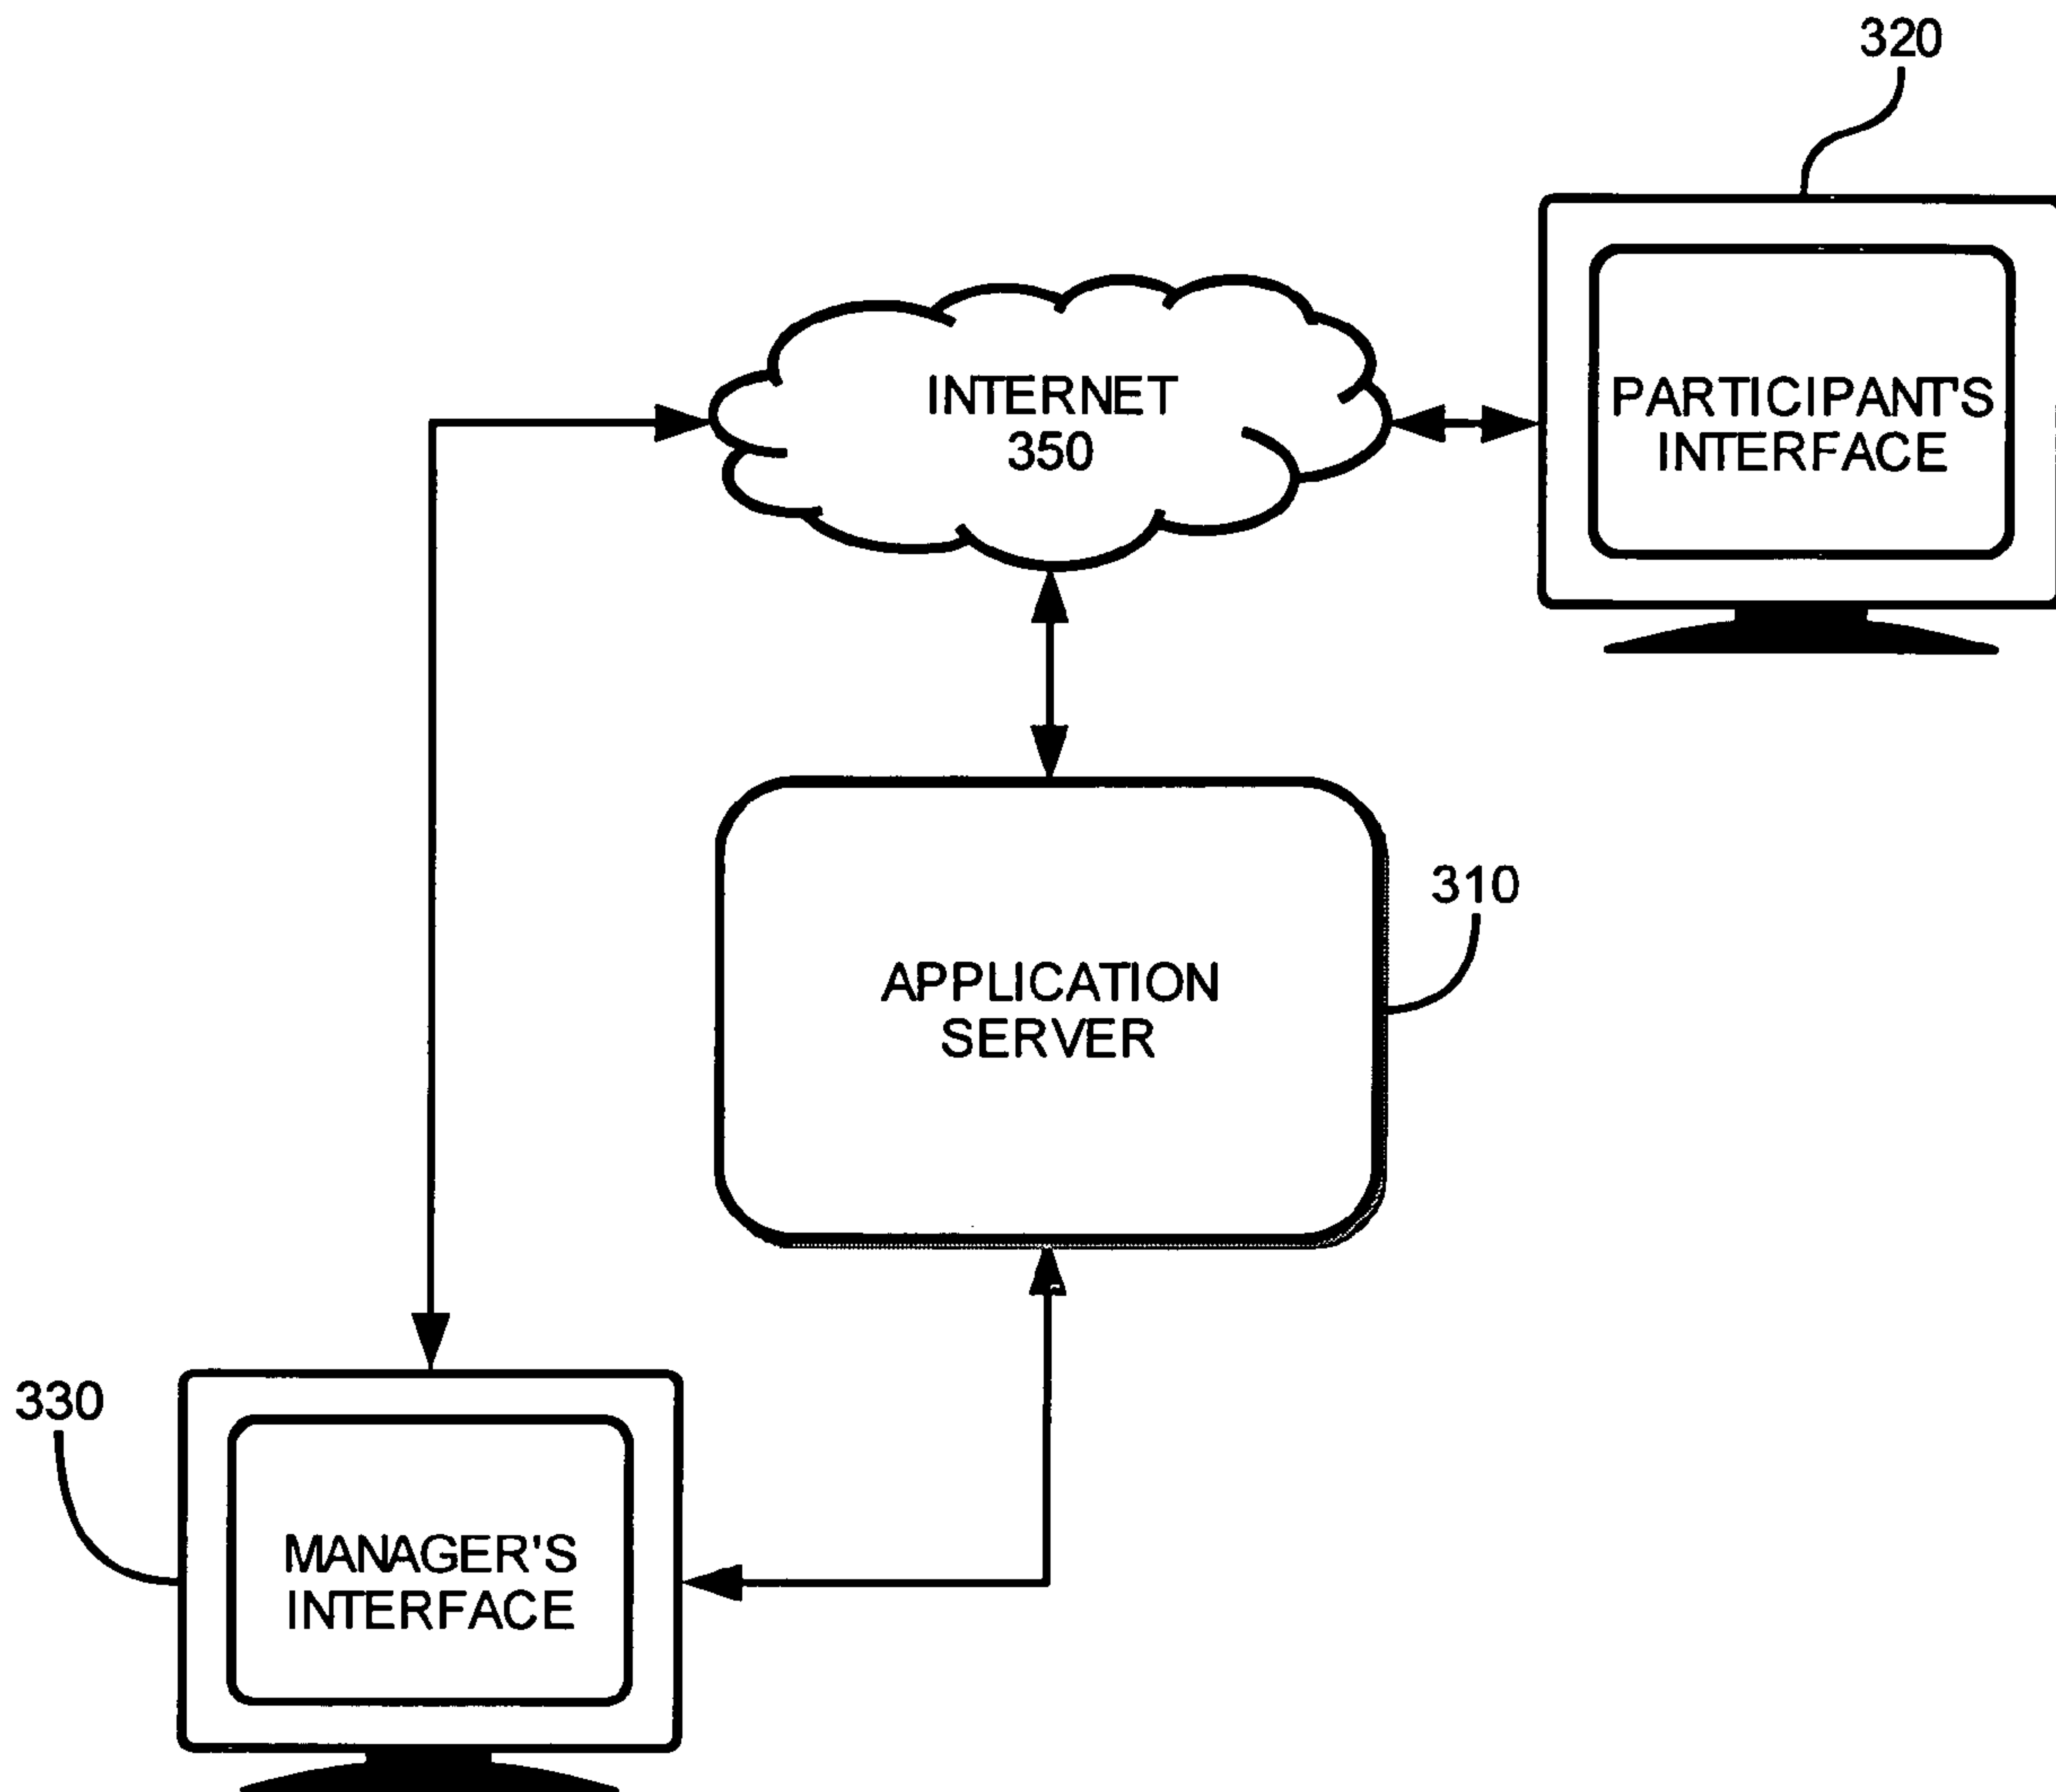 320
INTERNET
350
PARTICIPANT'S
INTERFACE
310
APPLICATION
SERVER
330
MANAGER'S
INTERFACE